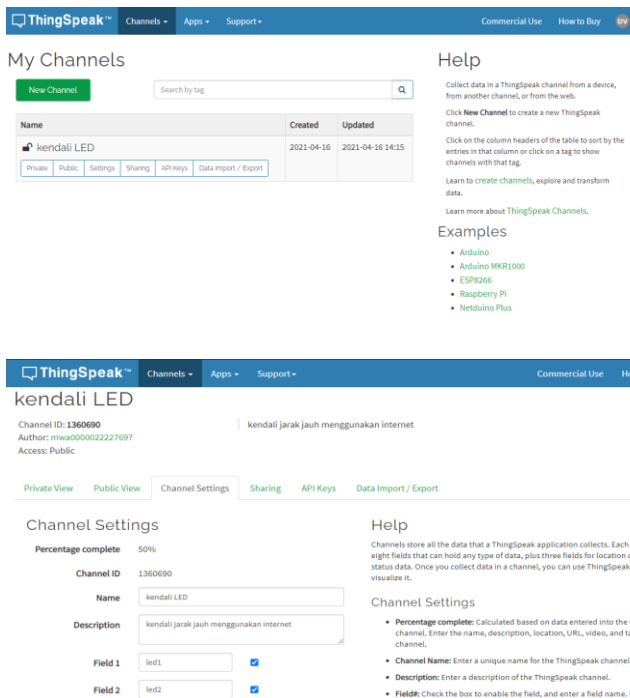 ThingSpeak™ Channels Apps Support Commercial Use How to Buy DV
My Channels
New Channel
Search by tag
Name Created Updated
kendali LED 2021-04-16 2021-04-16 14:15
Private Public Settings Sharing API Keys Data Import / Export
Help
Collect data in a ThingSpeak channel from a device,
from another channel, or from the web.
Click New Channel to create a new ThingSpeak
channel.
Click on the column headers of the table to sort by the
entries in that column or click on a tag to show
channels with that tag.
Learn to create channels, explore and transform
data.
Learn more about ThingSpeak Channels.
Examples
Arduino
Arduino MKR1000
ESP8266
Raspberry Pi
Netduino Plus
ThingSpeak™ Channels Apps Support Commercial Use
kendali LED
Channel ID: 1360690
Author: mwa0000022227697
Access: Public
kendali jarak jauh menggunakan internet
Private View Public View Channel Settings Sharing API Keys Data Import / Export
Channel Settings
Percentage complete 50%
Channel ID 1360690
Name kendali LED
Description kendali jarak jauh menggunakan internet
Field 1 led1
Field 2 led2
Help
Channels store all the data that a ThingSpeak application collects. Each
eight fields that can hold any type of data, plus three fields for location
status data. Once you collect data in a channel, you can use ThingSpeak
visualize it.
Channel Settings
Percentage complete: Calculated based on data entered into the
channel. Enter the name, description, location, URL, video, and
channel.
Channel Name: Enter a unique name for the ThingSpeak channel
Description: Enter a description of the ThingSpeak channel.
Field#: Check the box to enable the field, and enter a field name.